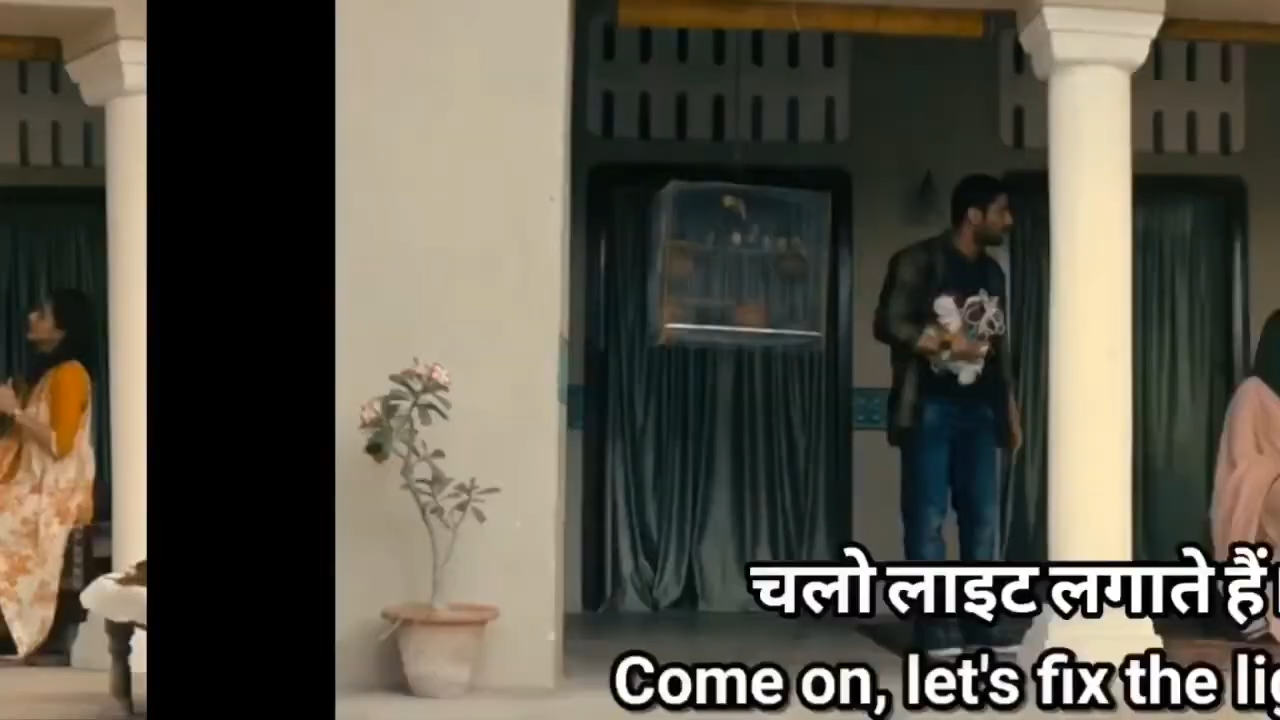 चलो लाइट लगाते हैं
Come on, let's fix the